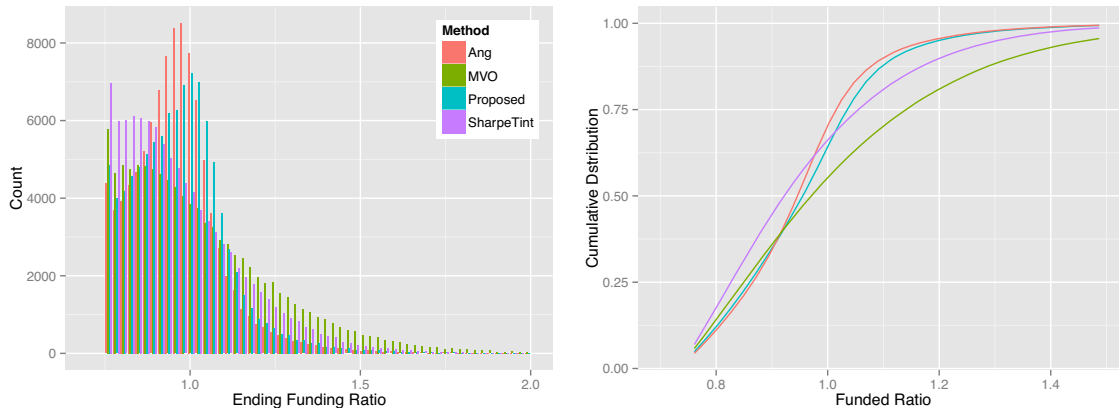 8000
6000
4000
2000
0
Count
1.0
1.5
2.0
Ending Funding Ratio
Method
Ang
MVO
Proposed
SharpeTint
1.00
0.75
0.50
0.25
0.00
Cumulative Dstribution
0.8
1.0
1.2
1.4
Funded Ratio